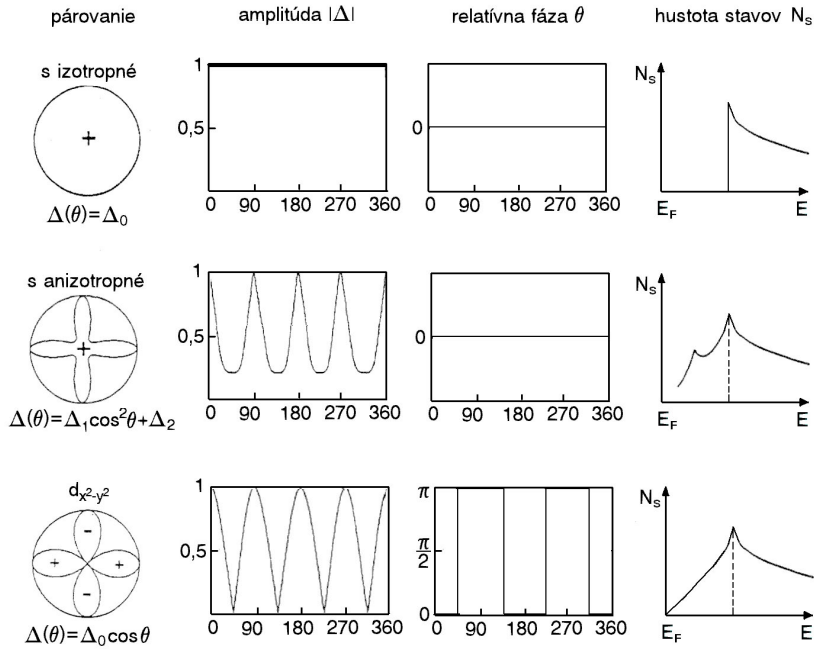 párovanie amplitúda |Δ| relatívna fáza θ hustota stavov Nₛ
s izotropné
+
Δ(θ)=Δ₀
1
0,5
0 90 180 270 360
0
0 90 180 270 360
Nₛ
E_F E
s anizotropné
+
Δ(θ)=Δ₁cos²θ+Δ₂
1
0,5
0 90 180 270 360
0
0 90 180 270 360
Nₛ
E_F E
dₓ²₋ᵧ²
-
+ +
-
Δ(θ)=Δ₀cosθ
1
0,5
0 90 180 270 360
π
π/2
0
0 90 180 270 360
Nₛ
E_F E